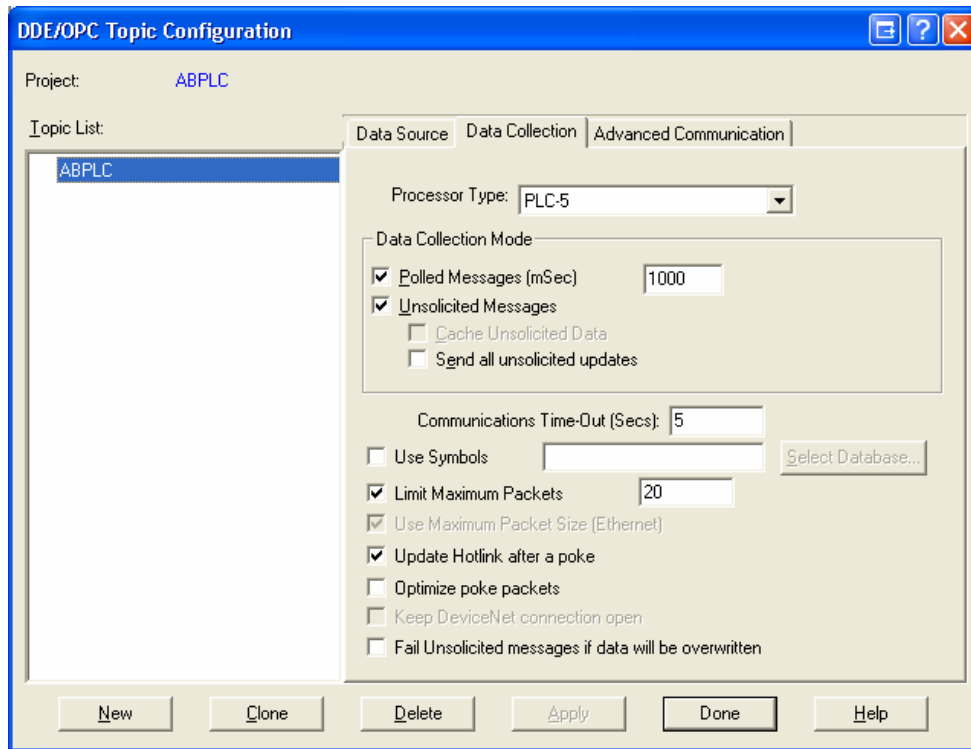 DDE/OPC Topic Configuration
Project: ABPLC
Topic List:
ABPLC
Data Source Data Collection Advanced Communication
Processor Type: PLC-5
Data Collection Mode
Polled Messages (mSec) 1000
Unsolicited Messages
Cache Unsolicited Data
Send all unsolicited updates
Communications Time-Out (Secs): 5
Use Symbols Select Database...
Limit Maximum Packets 20
Use Maximum Packet Size (Ethernet)
Update Hotlink after a poke
Optimize poke packets
Keep DeviceNet connection open
Fail Unsolicited messages if data will be overwritten
New Clone Delete Apply Done Help